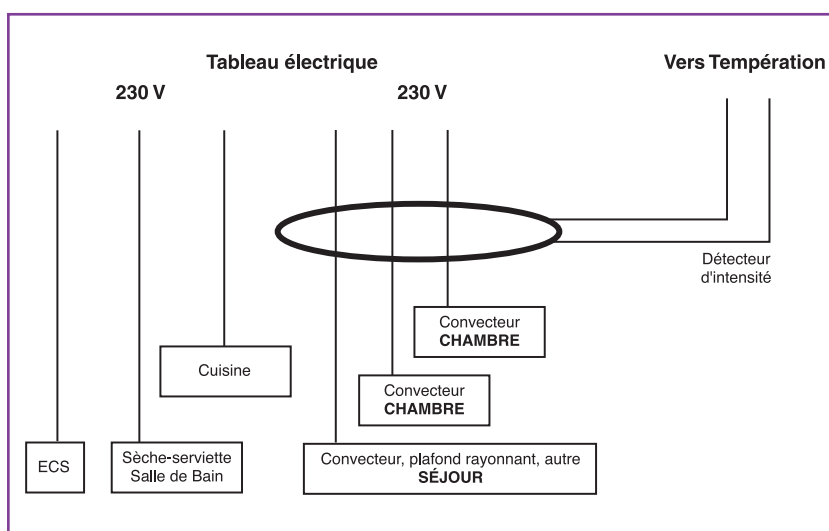 Tableau électrique
Vers Températion
230 V
230 V
Détecteur
d'intensité
Convecteur
CHAMBRE
Cuisine
Convecteur
CHAMBRE
ECS
Sèche-serviette
Salle de Bain
Convecteur, plafond rayonnant, autre
SÉJOUR